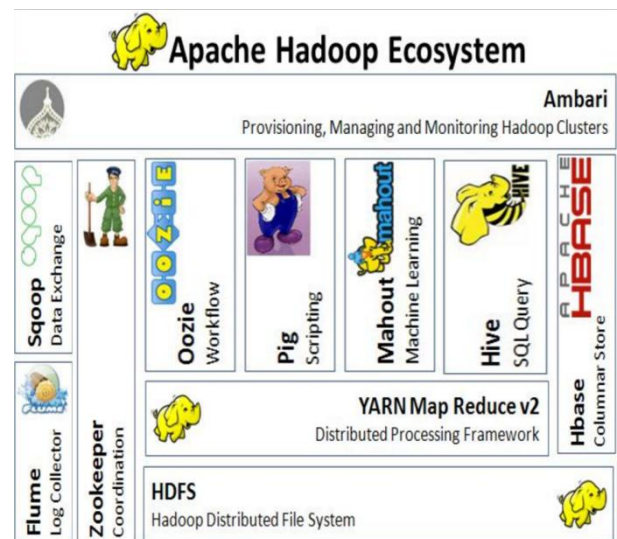 Apache Hadoop Ecosystem
Ambari
Provisioning, Managing and Monitoring Hadoop Clusters
Sqoop
Data Exchange
sqoop
Flume
Log Collector
FLUME
Zookeeper
Coordination
OOZIE
Oozie
Workflow
Pig
Scripting
mahout
Mahout
Machine Learning
HIVE
Hive
SQL Query
APACHE
HBASE
Hbase
Columnar Store
YARN Map Reduce v2
Distributed Processing Framework
HDFS
Hadoop Distributed File System